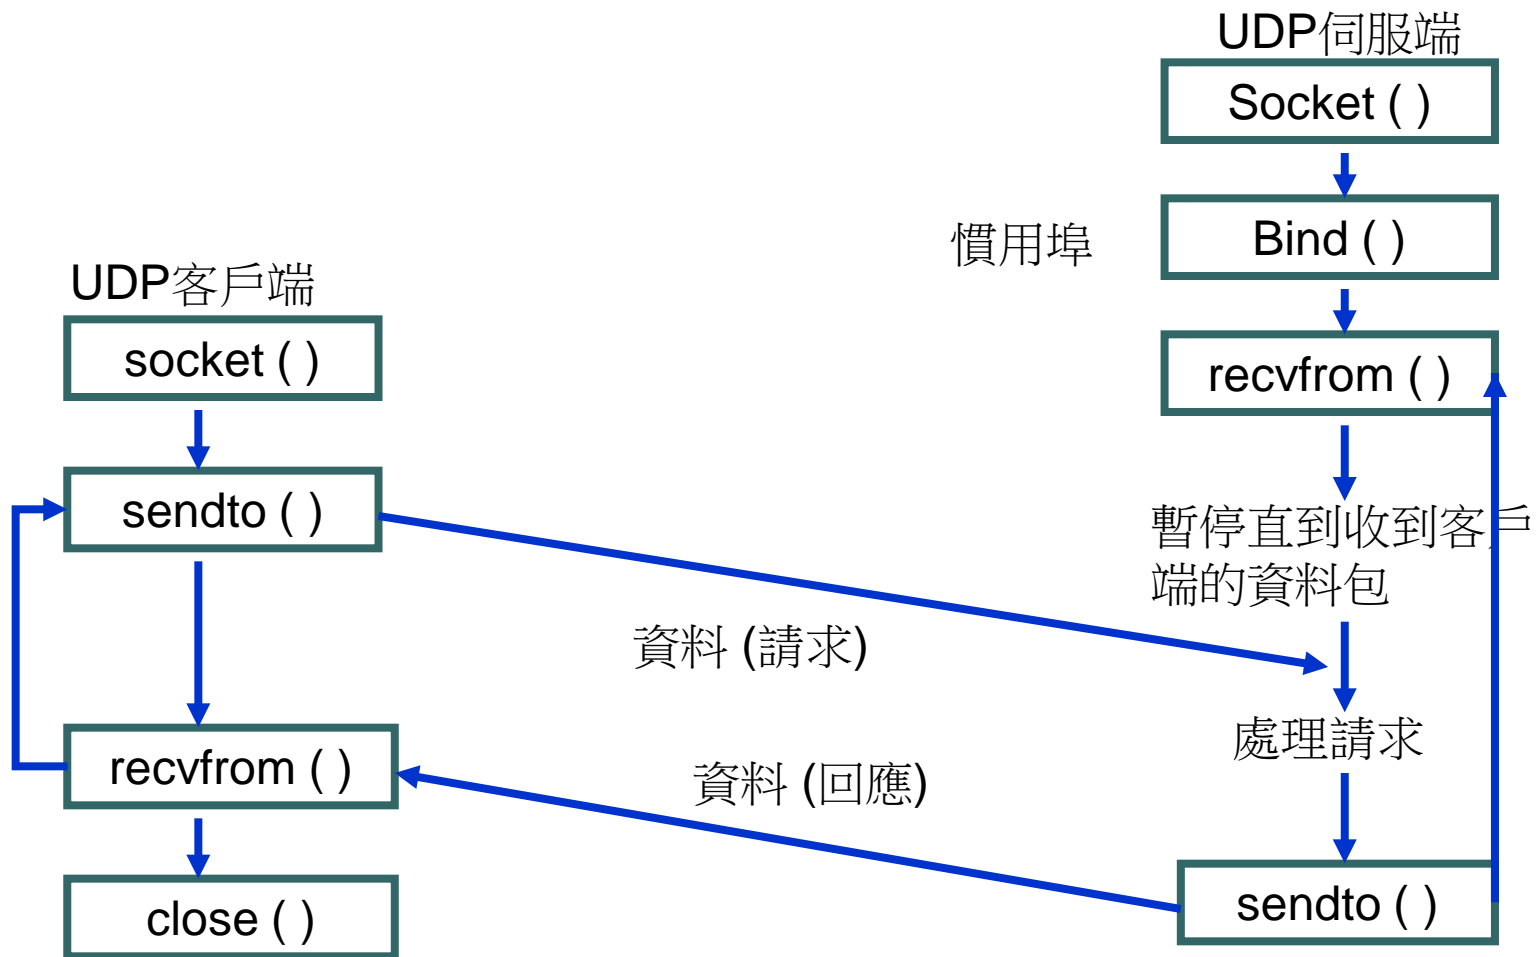 UDP伺服端
Socket ( )
慣用埠
Bind ( )
UDP客戶端
socket ( )
recvfrom ( )
sendto ( )
暫停直到收到客戶
端的資料包
資料 (請求)
處理請求
recvfrom ( )
資料 (回應)
sendto ( )
close ( )